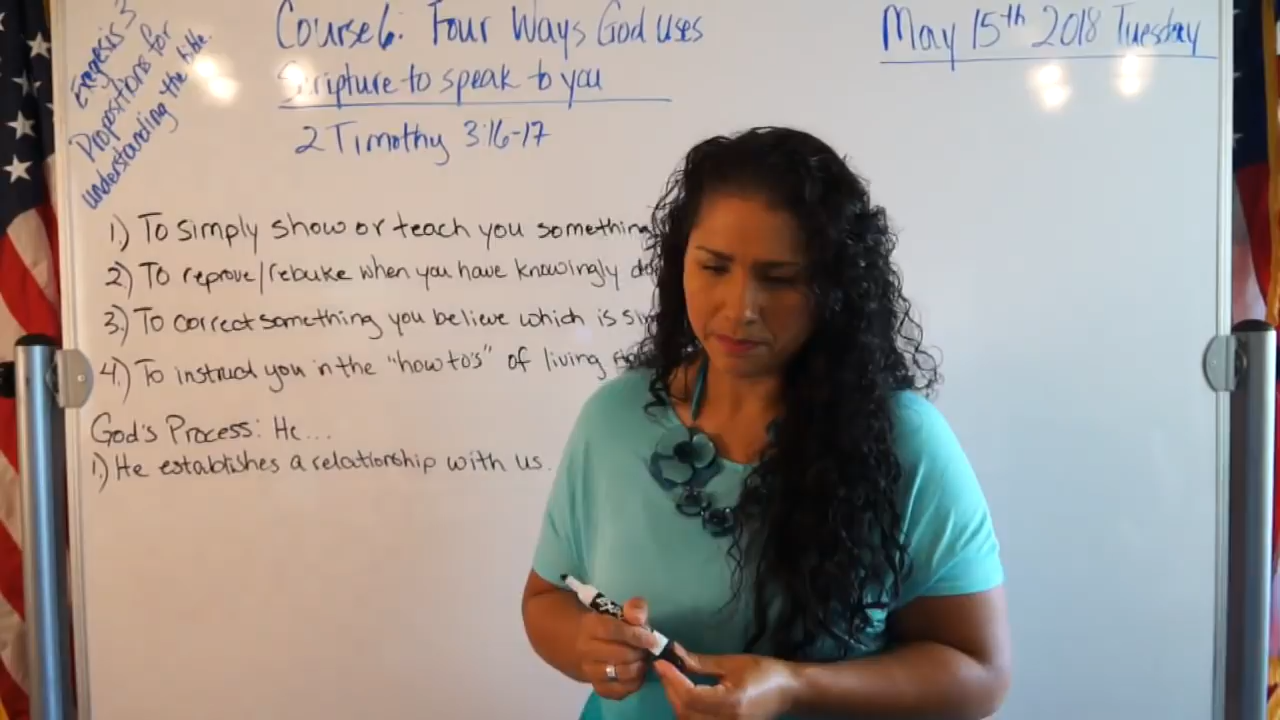 Exegesis 3
Propositions for
understanding the bible.
Course 6: Four Ways God uses
Scripture to speak to you
2 Timothy 3:16-17
May 15th 2018 Tuesday
1.) To simply show or teach you something
2.) To reprove/rebuke when you have knowingly
3.) To correct something you believe which is
4.) To instruct you in the "how to's" of living
God's Process: He...
1.) He establishes a relationship with us.